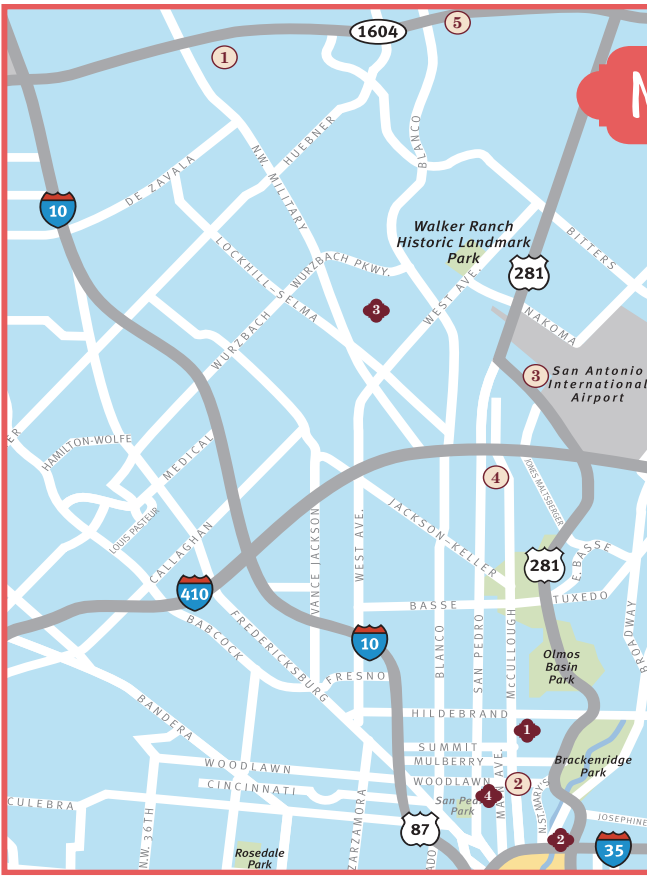 1604
5
1
HUEBNER
BLANCO
N.W. MILITARY
DE ZAVALA
10
Walker Ranch
Historic Landmark
Park
BITTERS
281
LOCKHILL-SELMA
WURZBACH PKWY.
WEST AVE.
3
NAKOMA
WURZBACH
3
San Antonio
International
Airport
HAMILTON-WOLFE
MEDICAL
4
JONES MALTSBERGER
LOUIS PASTEUR
CALLAGHAN
VANCE JACKSON
WEST AVE.
JACKSON-KELLER
281
E. BASSE
410
BASSE
TUXEDO
BABCOCK
FREDERICKSBURG
10
BLANCO
SAN PEDRO
McCULLOUGH
BROADWAY
Olmos
Basin
Park
FRESNO
BANDERA
HILDEBRAND
1
SUMMIT
MULBERRY
WOODLAWN
WOODLAWN
CINCINNATI
Brackenridge
Park
2
4
CULEBRA
N.W. 36TH
ZARZAMORA
N.ST.MARY'S
JOSEPHINE
87
2
35
Rosedale
Park